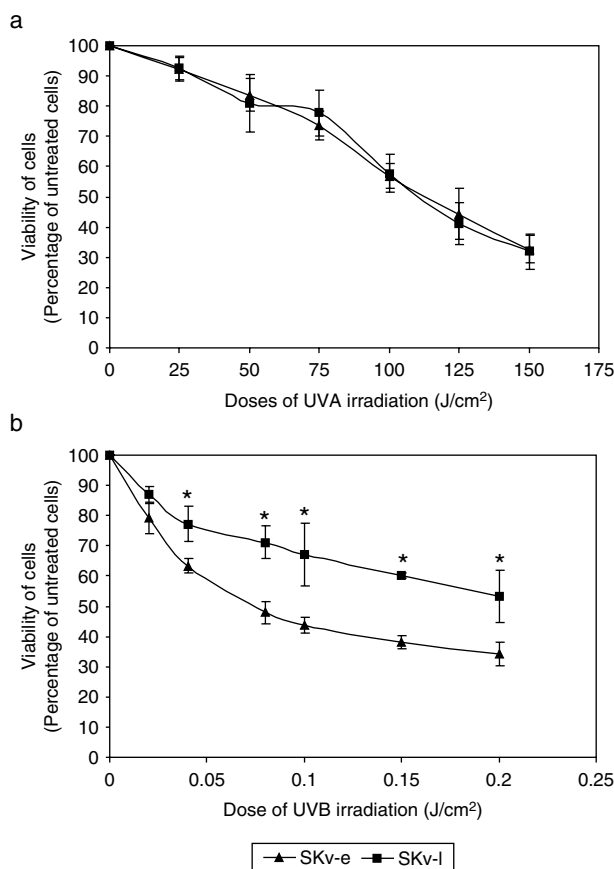 a
100
90
80
70
60
50
40
30
20
10
0
Viability of cells
(Percentage of untreated cells)
0 25 50 75 100 125 150 175
Doses of UVA irradiation (J/cm²)
b
100
90
80
70
60
50
40
30
20
10
0
Viability of cells
(Percentage of untreated cells)
* * * * *
0 0.05 0.1 0.15 0.2 0.25
Dose of UVB irradiation (J/cm²)
SKv-e SKv-l